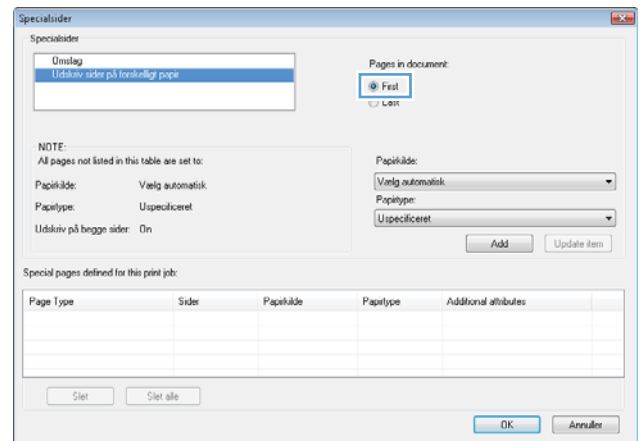 Specialsider
Specialsider
Omslag
Udskriv sider på forskelligt papir
Pages in document:
First
Last
NOTE:
All pages not listed in this table are set to:
Papirkilde: Vælg automatisk
Papirtype: Uspecificeret
Udskriv på begge sider: On
Papirkilde:
Vælg automatisk
Papirtype:
Uspecificeret
Add Update item
Special pages defined for this print job:
Page Type Sider Papirkilde Papirtype Additional attributes
Slet Slet alle
OK Annuller